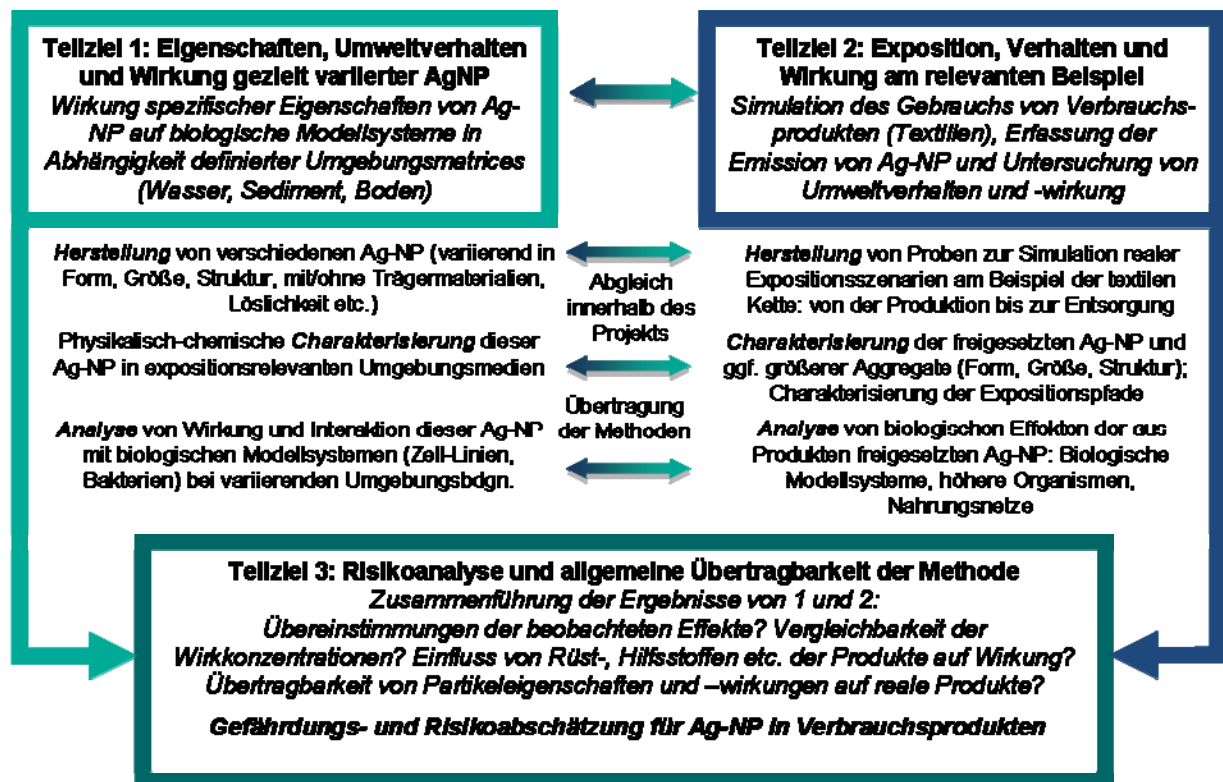 Teilziel 1: Eigenschaften, Umweltverhalten
und Wirkung gezielt variierter AgNP
Wirkung spezifischer Eigenschaften von Ag-
NP auf biologische Modellsysteme in
Abhängigkeit definierter Umgebungsmatrices
(Wasser, Sediment, Boden)
Teilziel 2: Exposition, Verhalten und
Wirkung am relevanten Beispiel
Simulation des Gebrauchs von Verbrauchs-
produkten (Textilien), Erfassung der
Emission von Ag-NP und Untersuchung von
Umweltverhalten und -wirkung
Herstellung von verschiedenen Ag-NP (variierend in
Form, Größe, Struktur, mit/ohne Trägermaterialien,
Löslichkeit etc.)
Physikalisch-chemische Charakterisierung dieser
Ag-NP in expositionsrelevanten Umgebungsmedien
Analyse von Wirkung und Interaktion dieser Ag-NP
mit biologischen Modellsystemen (Zell-Linien,
Bakterien) bei variierenden Umgebungsbdgn.
Abgleich
innerhalb des
Projekts
Übertragung
der Methoden
Herstellung von Proben zur Simulation realer
Expositionsszenarien am Beispiel der textilen
Kette: von der Produktion bis zur Entsorgung
Charakterisierung der freigesetzten Ag-NP und
ggf. größerer Aggregate (Form, Größe, Struktur);
Charakterisierung der Expositionspfade
Analyse von biologischen Effekten der aus
Produkten freigesetzten Ag-NP: Biologische
Modellsysteme, höhere Organismen,
Nahrungsnetze
Teilziel 3: Risikoanalyse und allgemeine Übertragbarkeit der Methode
Zusammenführung der Ergebnisse von 1 und 2:
Übereinstimmungen der beobachteten Effekte? Vergleichbarkeit der
Wirkkonzentrationen? Einfluss von Rüst-, Hilfsstoffen etc. der Produkte auf Wirkung?
Übertragbarkeit von Partikeleigenschaften und –wirkungen auf reale Produkte?
Gefährdungs- und Risikoabschätzung für Ag-NP in Verbrauchsprodukten